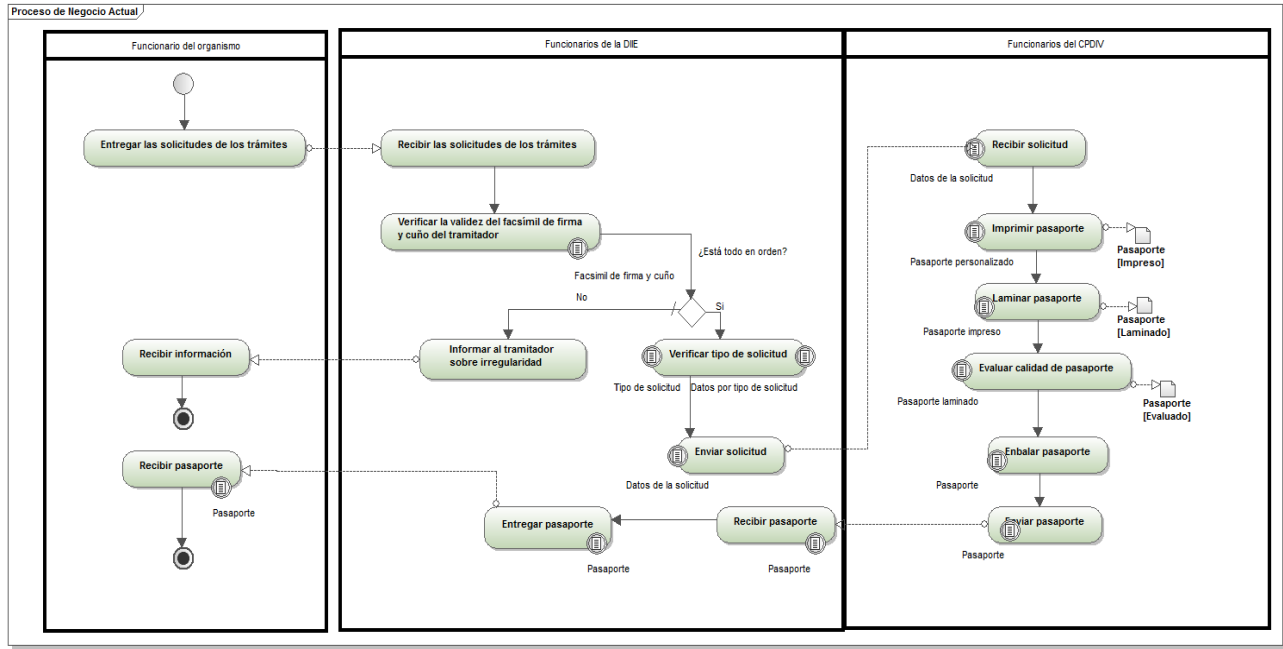 Proceso de Negocio Actual
Funcionario del organismo
Funcionarios de la DIIE
Funcionarios del CPDIV
Entregar las solicitudes de los trámites
Recibir las solicitudes de los trámites
Recibir solicitud
Datos de la solicitud
Verificar la validez del facsímil de firma
y cuño del tramitador
Imprimir pasaporte
¿Está todo en orden?
Pasaporte
[Impreso]
Pasaporte personalizado
Facsimil de firma y cuño
No
Si
Laminar pasaporte
Pasaporte
[Laminado]
Pasaporte impreso
Recibir información
Informar al tramitador
sobre irregularidad
Verificar tipo de solicitud
Tipo de solicitud
Datos por tipo de solicitud
Evaluar calidad de pasaporte
Pasaporte laminado
Pasaporte
[Evaluado]
Recibir pasaporte
Pasaporte
Enviar solicitud
Datos de la solicitud
Enbalar pasaporte
Pasaporte
Entregar pasaporte
Pasaporte
Recibir pasaporte
Pasaporte
Enviar pasaporte
Pasaporte